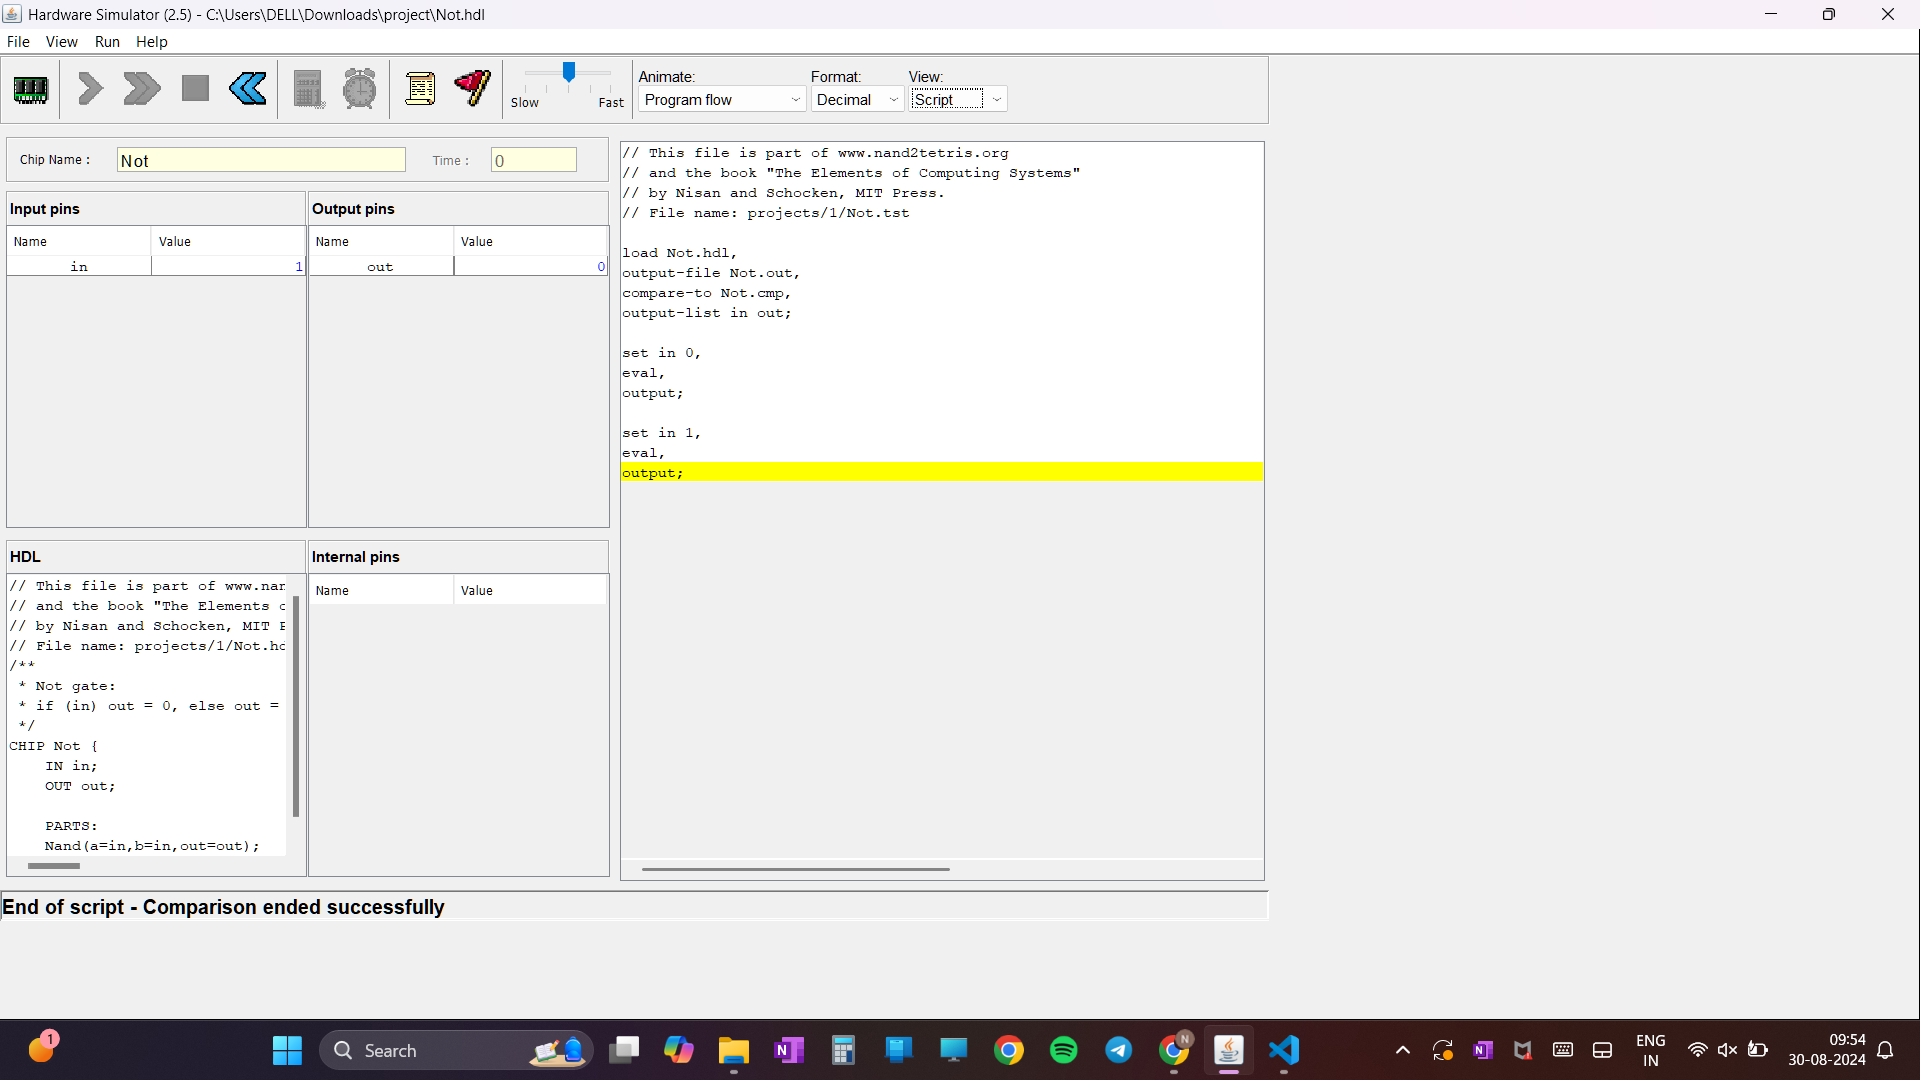 Hardware Simulator (2.5) - C:\Users\DELL\Downloads\project\Not.hdl
File View Run Help
Slow Fast
Animate: Format: View:
Program flow Decimal Script
Chip Name : Not Time : 0
Input pins Output pins
Name Value Name Value
in 1 out 0
// This file is part of www.nand2tetris.org
// and the book "The Elements of Computing Systems"
// by Nisan and Schocken, MIT Press.
// File name: projects/1/Not.tst
load Not.hdl,
output-file Not.out,
compare-to Not.cmp,
output-list in out;
set in 0,
eval,
output;
set in 1,
eval,
output;
HDL
// This file is part of www.nan
// and the book "The Elements o
// by Nisan and Schocken, MIT P
// File name: projects/1/Not.hd
/**
* Not gate:
* if (in) out = 0, else out =
*/
CHIP Not {
IN in;
OUT out;
PARTS:
Nand(a=in,b=in,out=out);
Internal pins
Name Value
End of script - Comparison ended successfully
1
Search
N
N
N
ENG
IN
09:54
30-08-2024